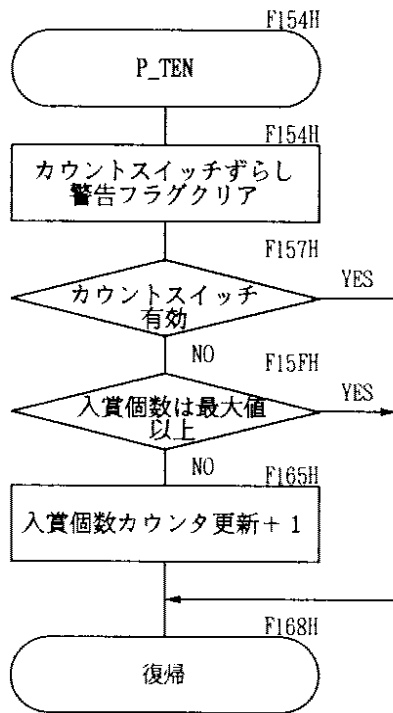 F154H
P_TEN
F154H
カウントスイッチずらし
警告フラグクリア
F157H
カウントスイッチ
有効
YES
NO
F15FH
入賞個数は最大値
以上
YES
NO
F165H
入賞個数カウンタ更新+1
F168H
復帰